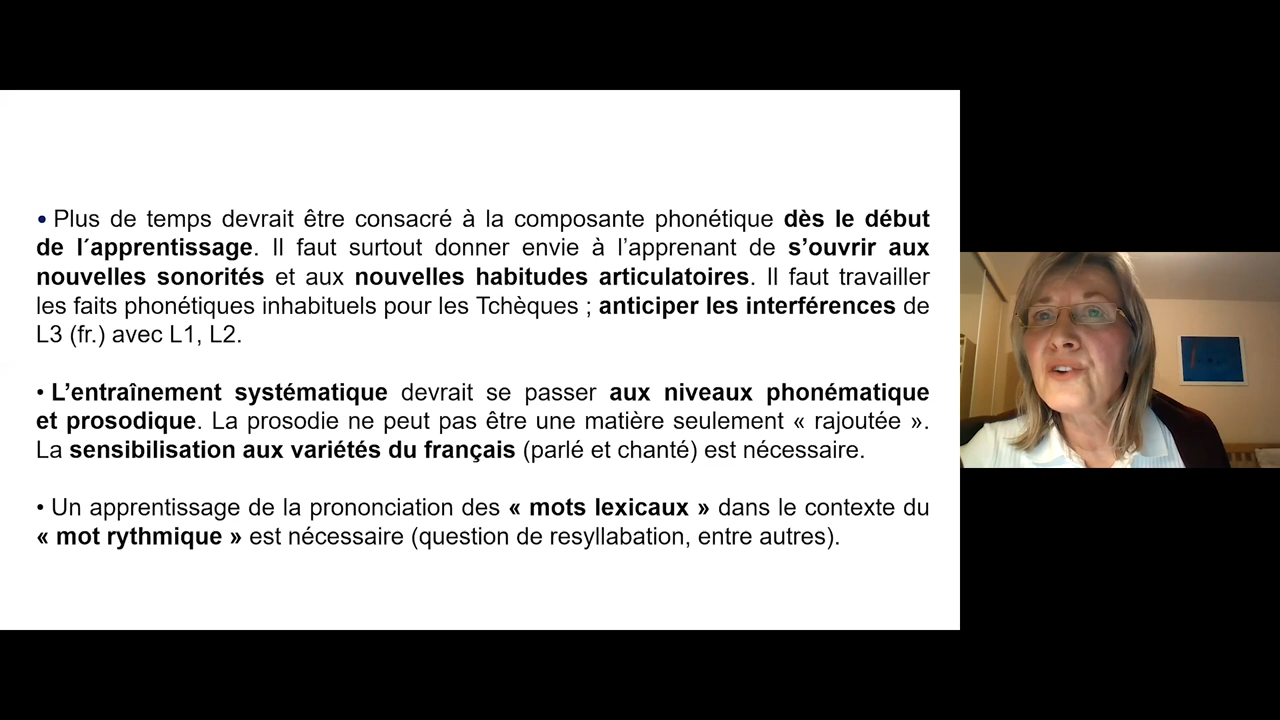 • Plus de temps devrait être consacré à la composante phonétique dès le début
de l´apprentissage. Il faut surtout donner envie à l’apprenant de s’ouvrir aux
nouvelles sonorités et aux nouvelles habitudes articulatoires. Il faut travailler
les faits phonétiques inhabituels pour les Tchèques ; anticiper les interférences de
L3 (fr.) avec L1, L2.
• L’entraînement systématique devrait se passer aux niveaux phonématique
et prosodique. La prosodie ne peut pas être une matière seulement « rajoutée ».
La sensibilisation aux variétés du français (parlé et chanté) est nécessaire.
• Un apprentissage de la prononciation des « mots lexicaux » dans le contexte du
« mot rythmique » est nécessaire (question de resyllabation, entre autres).